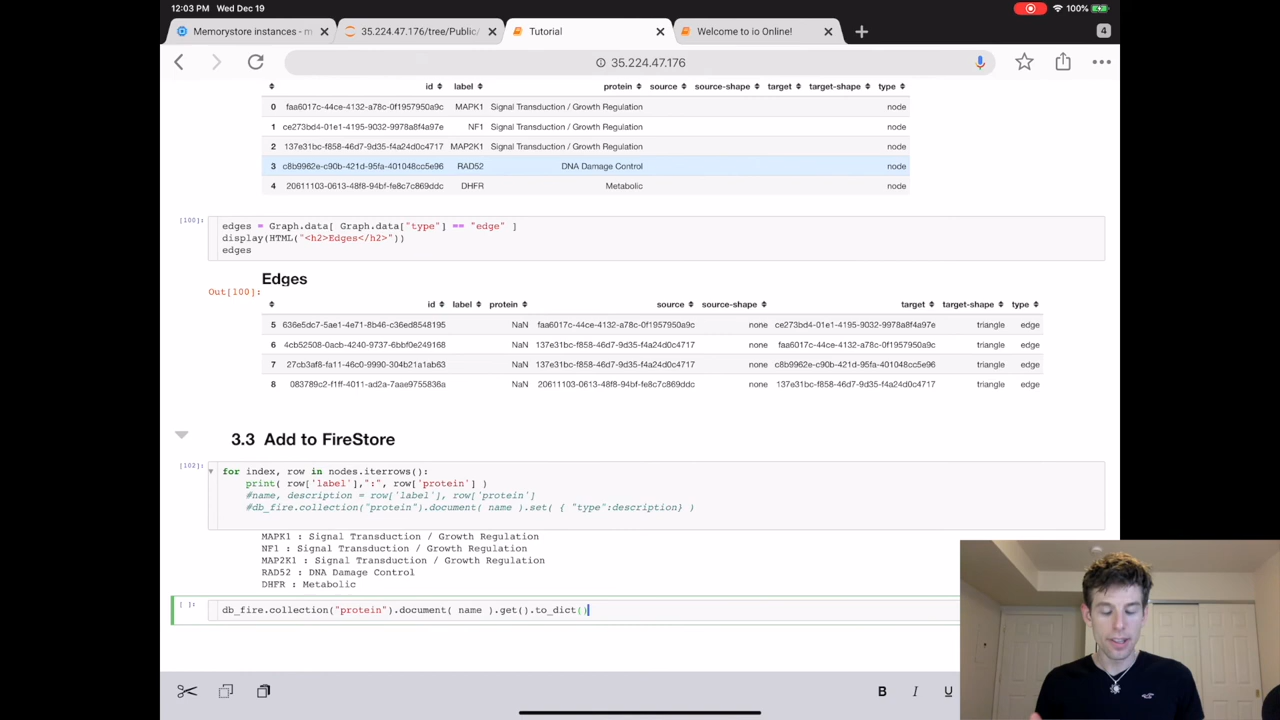 12:03 PM Wed Dec 19
100%
Memorystore instances - m
35.224.47.176/tree/Public/
Tutorial
Welcome to io Online!
4
35.224.47.176
id label protein source source-shape target target-shape type
0 faa6017c-44ce-4132-a78c-0f1957950a9c MAPK1 Signal Transduction / Growth Regulation node
1 ce273bd4-01e1-4195-9032-9978a8f4a97e NF1 Signal Transduction / Growth Regulation node
2 137e31bc-f858-46d7-9d35-f4a24d0c4717 MAP2K1 Signal Transduction / Growth Regulation node
3 c8b9962e-c90b-421d-95fa-401048cc5e96 RAD52 DNA Damage Control node
4 20611103-0613-48f8-94bf-fe8c7c869ddc DHFR Metabolic node
[100]:
edges = Graph.data[ Graph.data["type"] == "edge" ]
display(HTML("<h2>Edges</h2>"))
edges
Edges
Out[100]:
id label protein source source-shape target target-shape type
5 636e5dc7-5ae1-4e71-8b46-c36ed8548195 NaN faa6017c-44ce-4132-a78c-0f1957950a9c none ce273bd4-01e1-4195-9032-9978a8f4a97e triangle edge
6 4cb52508-0acb-4240-9737-6bbf0e249168 NaN 137e31bc-f858-46d7-9d35-f4a24d0c4717 none faa6017c-44ce-4132-a78c-0f1957950a9c triangle edge
7 27cb3af8-fa11-46c0-9990-304b21a1ab63 NaN 137e31bc-f858-46d7-9d35-f4a24d0c4717 none c8b9962e-c90b-421d-95fa-401048cc5e96 triangle edge
8 083789c2-f1ff-4011-ad2a-7aae9755836a NaN 20611103-0613-48f8-94bf-fe8c7c869ddc none 137e31bc-f858-46d7-9d35-f4a24d0c4717 triangle edge
3.3 Add to FireStore
[102]:
for index, row in nodes.iterrows():
print( row['label'],":", row['protein'] )
#name, description = row['label'], row['protein']
#db_fire.collection("protein").document( name ).set( { "type":description} )
MAPK1 : Signal Transduction / Growth Regulation
NF1 : Signal Transduction / Growth Regulation
MAP2K1 : Signal Transduction / Growth Regulation
RAD52 : DNA Damage Control
DHFR : Metabolic
[ ]:
db_fire.collection("protein").document( name ).get().to_dict()
B I U